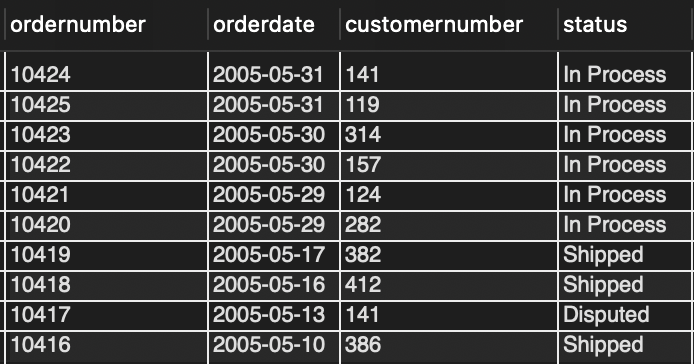 ordernumber orderdate customernumber status
10424 2005-05-31 141 In Process
10425 2005-05-31 119 In Process
10423 2005-05-30 314 In Process
10422 2005-05-30 157 In Process
10421 2005-05-29 124 In Process
10420 2005-05-29 282 In Process
10419 2005-05-17 382 Shipped
10418 2005-05-16 412 Shipped
10417 2005-05-13 141 Disputed
10416 2005-05-10 386 Shipped